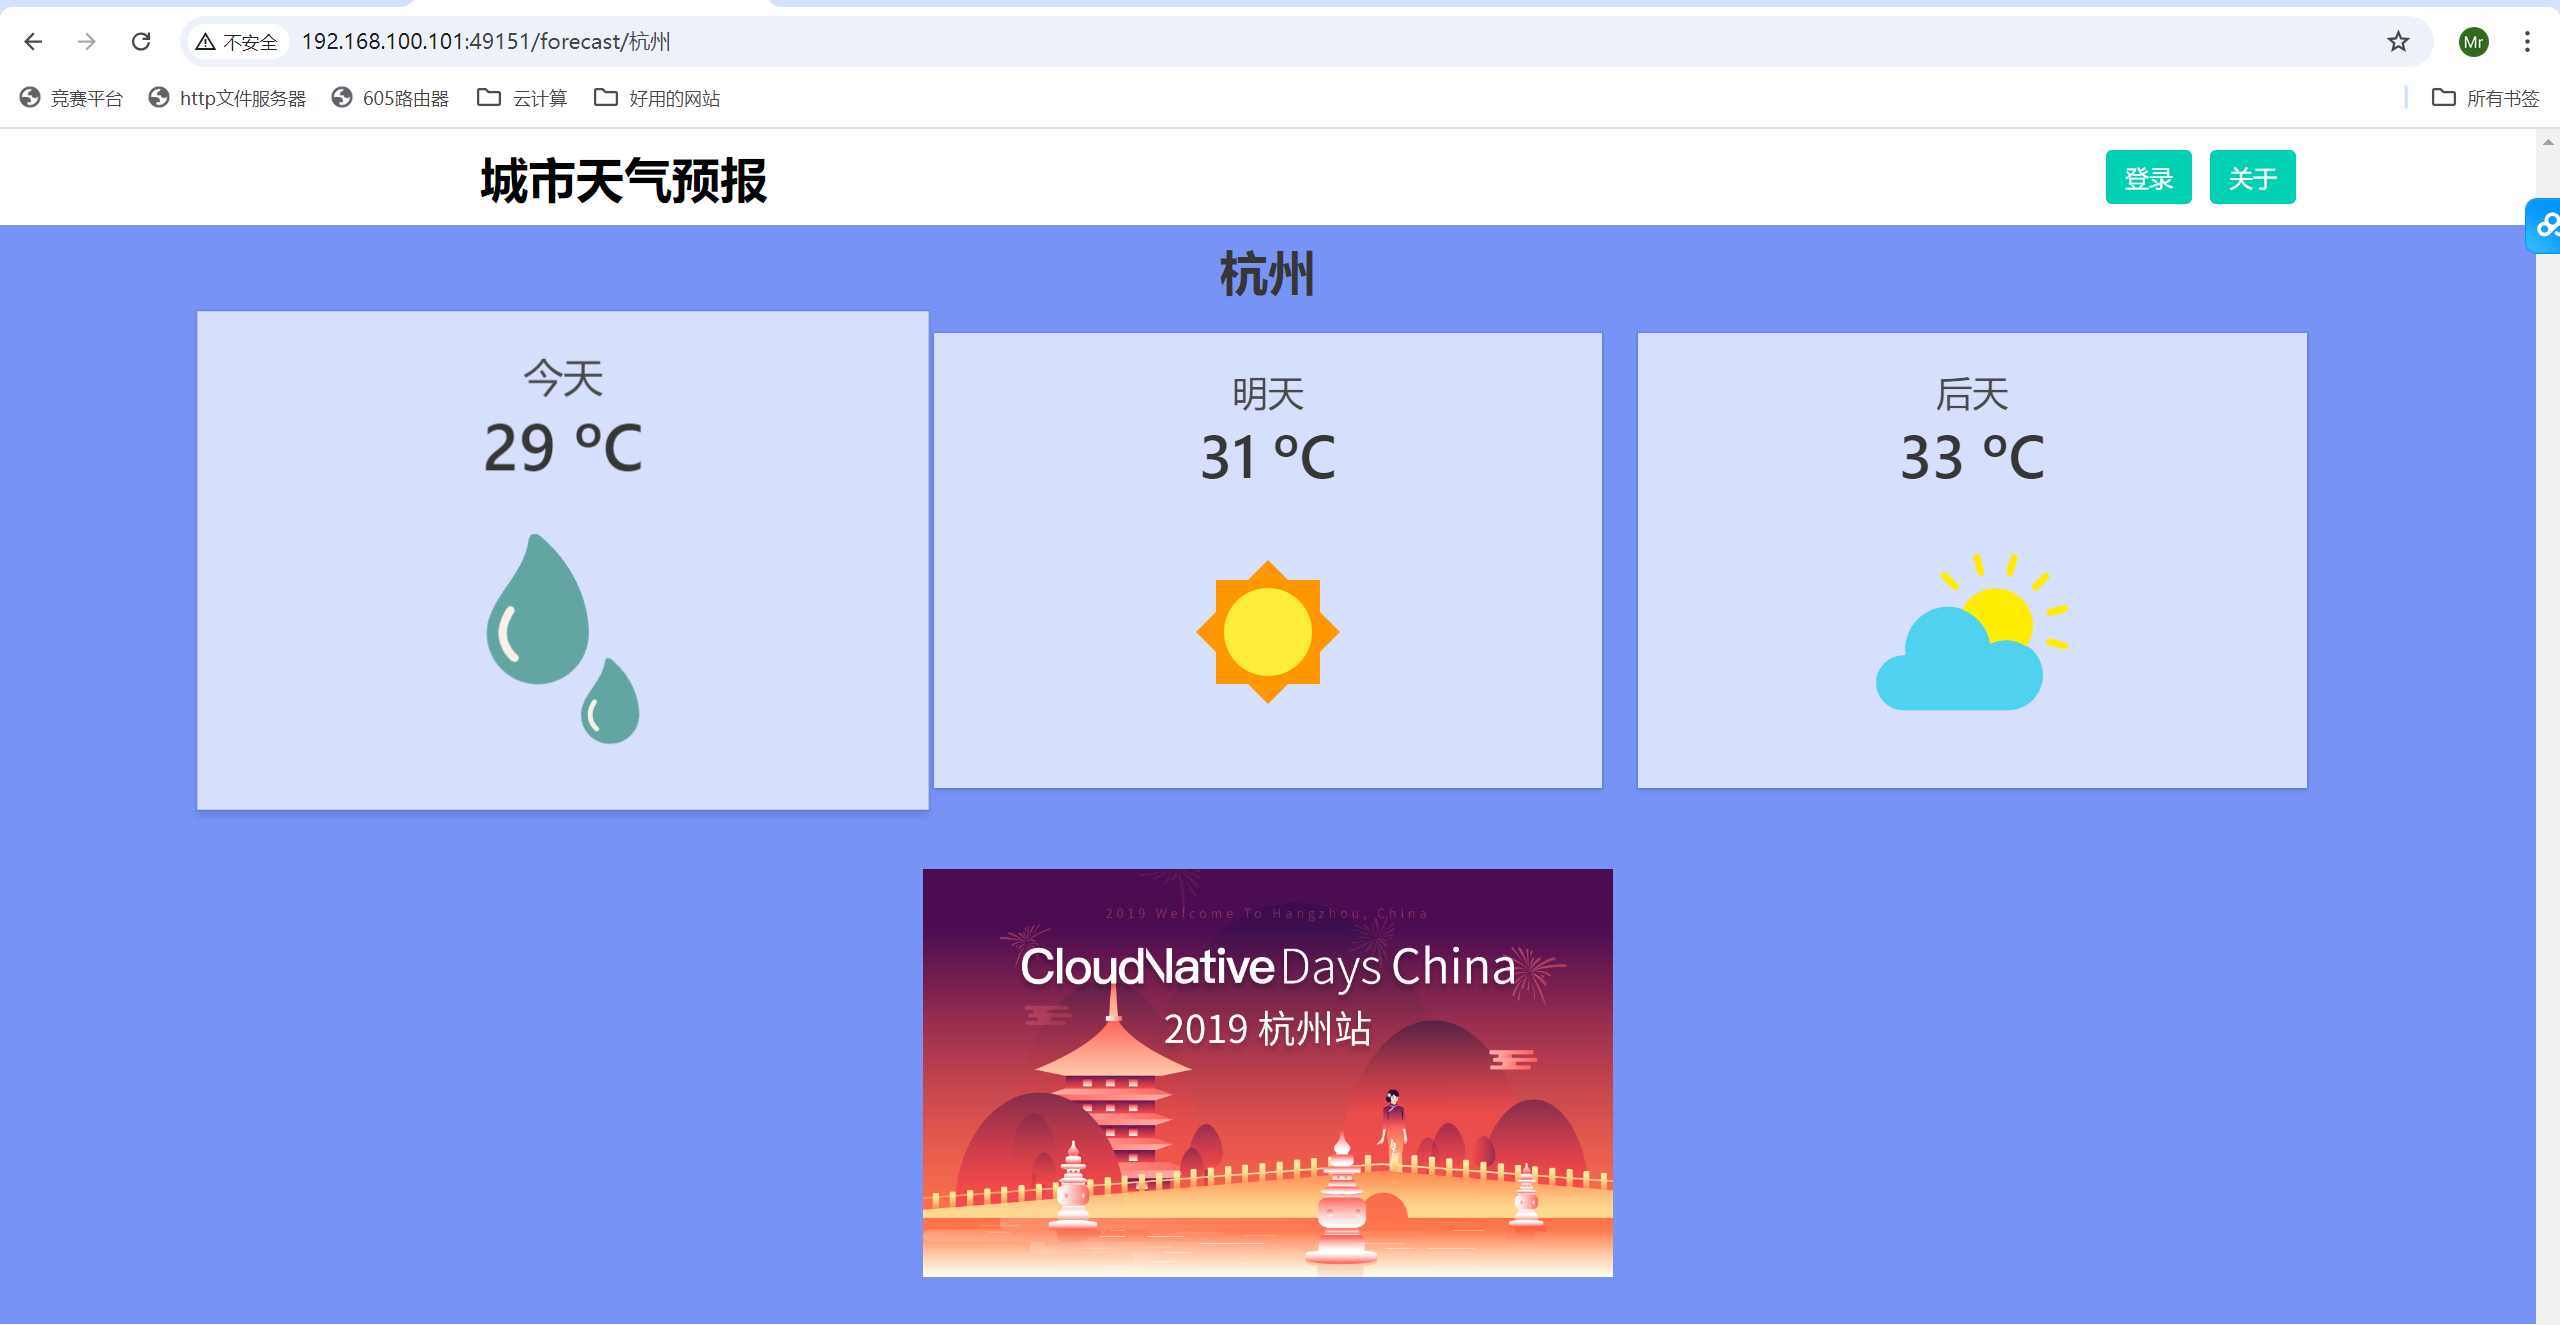 不安全 192.168.100.101:49151/forecast/杭州 Mr
竞赛平台 http文件服务器 605路由器 云计算 好用的网站 所有书签
城市天气预报 登录 关于
杭州
今天
29 ºC
明天
31 ºC
后天
33 ºC
2019 Welcome To Hangzhou, China
CloudNative Days China
2019 杭州站